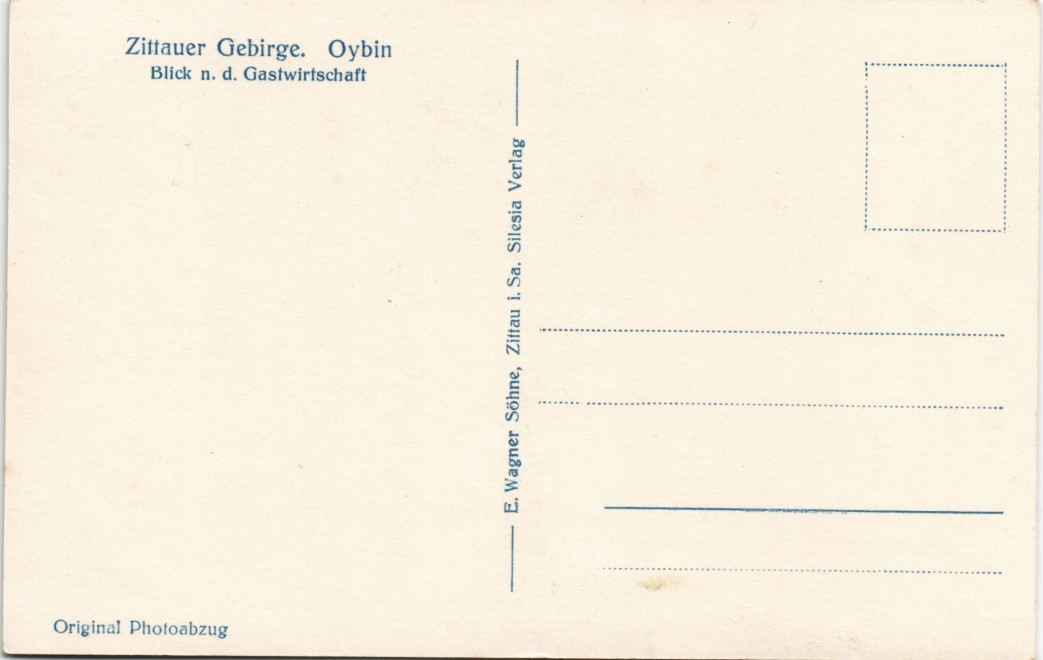 Zittauer Gebirge. Oybin
Blick n. d. Gastwirtschaft
E. Wagner Söhne, Zittau i. Sa. Silesia Verlag
Original Photoabzug